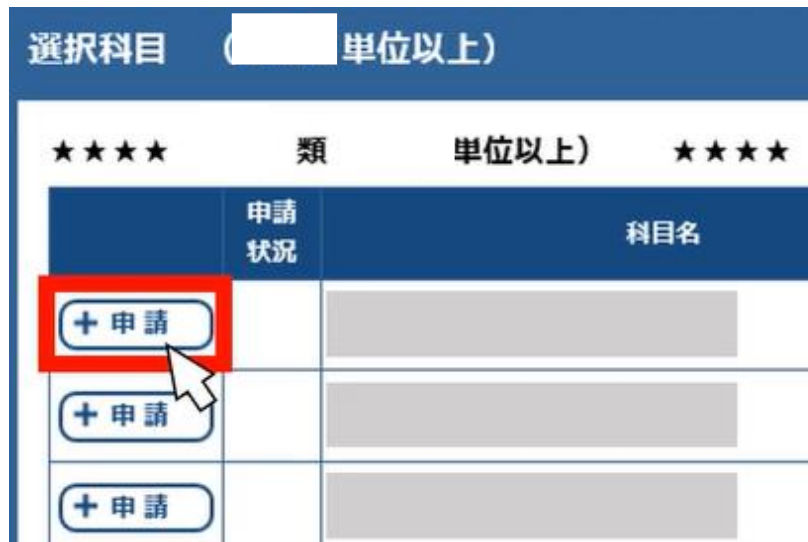 選択科目 ( 単位以上)
★★★★ 類 単位以上) ★★★★
申請状況 科目名
+申請
+申請
+申請